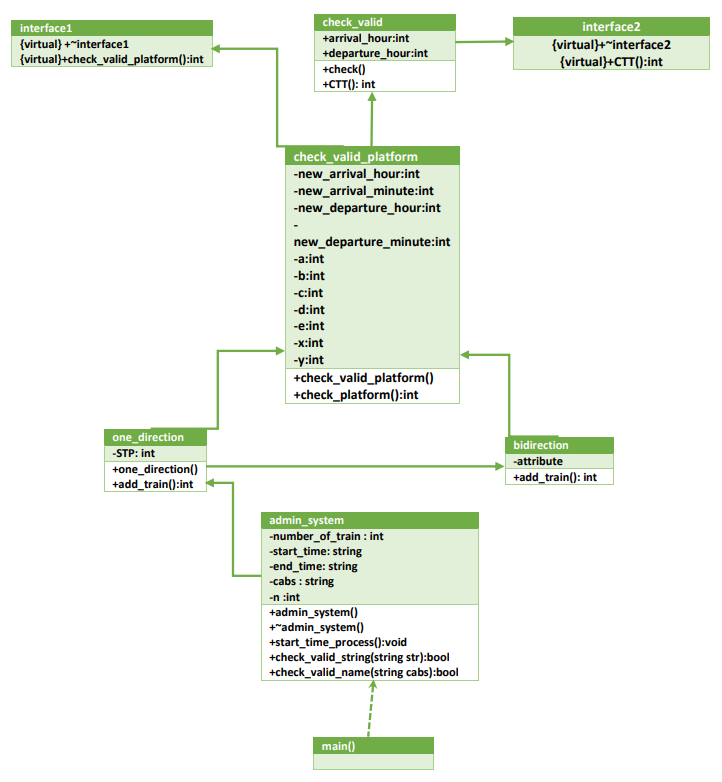 interface1
{virtual} +~interface1
{virtual}+check_valid_platform():int
check_valid
+arrival_hour:int
+departure_hour:int
+check()
+CTT(): int
interface2
{virtual}+~interface2
{virtual}+CTT():int
check_valid_platform
-new_arrival_hour:int
-new_arrival_minute:int
-new_departure_hour:int
-
new_departure_minute:int
-a:int
-b:int
-c:int
-d:int
-e:int
-x:int
-y:int
+check_valid_platform()
+check_platform():int
one_direction
-STP: int
+one_direction()
+add_train():int
bidirection
-attribute
+add_train(): int
admin_system
-number_of_train : int
-start_time: string
-end_time: string
-cabs : string
-n :int
+admin_system()
+~admin_system()
+start_time_process():void
+check_valid_string(string str):bool
+check_valid_name(string cabs):bool
main()